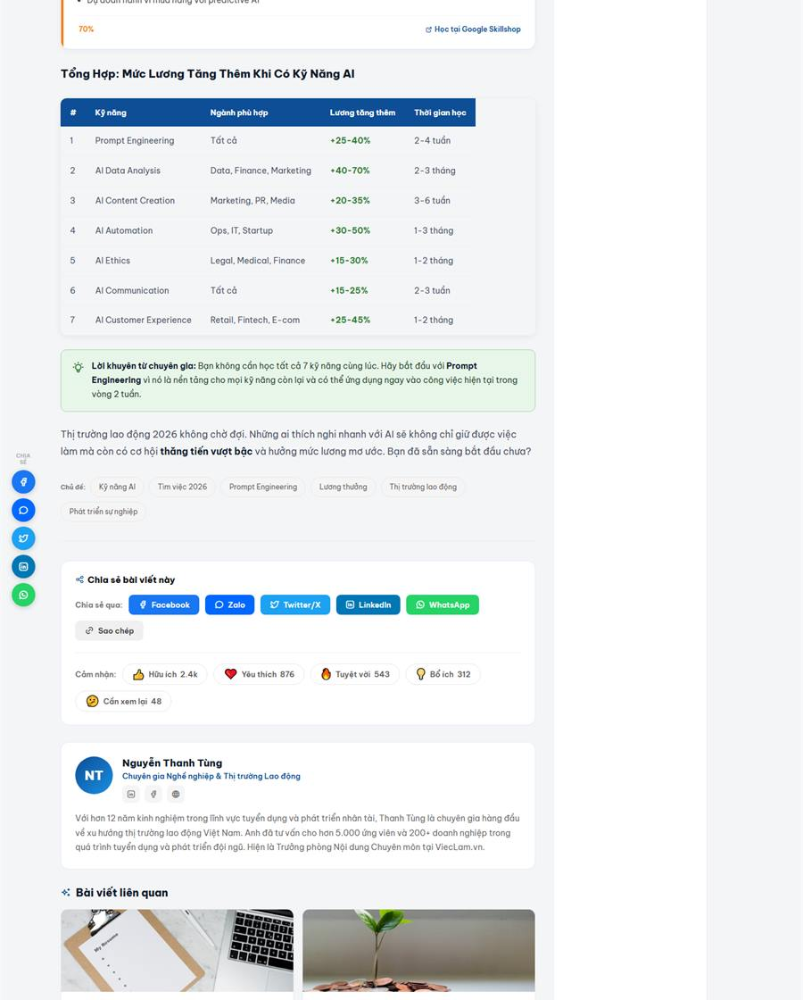 Dự đoán hành vi mua hàng với predictive AI
70%
Học tại Google Skillshop
Tổng Hợp: Mức Lương Tăng Thêm Khi Có Kỹ Năng AI
# Kỹ năng Ngành phù hợp Lương tăng thêm Thời gian học
1 Prompt Engineering Tất cả +25-40% 2-4 tuần
2 AI Data Analysis Data, Finance, Marketing +40-70% 2-3 tháng
3 AI Content Creation Marketing, PR, Media +20-35% 3-6 tuần
4 AI Automation Ops, IT, Startup +30-50% 1-3 tháng
5 AI Ethics Legal, Medical, Finance +15-30% 1-2 tháng
6 AI Communication Tất cả +15-25% 2-3 tuần
7 AI Customer Experience Retail, Fintech, E-com +25-45% 1-2 tháng
Lời khuyên từ chuyên gia: Bạn không cần học tất cả 7 kỹ năng cùng lúc. Hãy bắt đầu với Prompt
Engineering vì nó là nền tảng cho mọi kỹ năng còn lại và có thể ứng dụng ngay vào công việc hiện tại trong
vòng 2 tuần.
Thị trường lao động 2026 không chờ đợi. Những ai thích nghi nhanh với AI sẽ không chỉ giữ được việc
làm mà còn có cơ hội thăng tiến vượt bậc và hưởng mức lương mơ ước. Bạn đã sẵn sàng bắt đầu chưa?
CHIA
SẺ
Chủ đề: Kỹ năng AI Tìm việc 2026 Prompt Engineering Lương thưởng Thị trường lao động
Phát triển sự nghiệp
Chia sẻ bài viết này
Chia sẻ qua: Facebook Zalo Twitter/X LinkedIn WhatsApp
Sao chép
Cảm nhận: Hữu ích 2.4k Yêu thích 876 Tuyệt vời 543 Bổ ích 312
Cần xem lại 48
NT
Nguyễn Thanh Tùng
Chuyên gia Nghề nghiệp & Thị trường Lao động
Với hơn 12 năm kinh nghiệm trong lĩnh vực tuyển dụng và phát triển nhân tài, Thanh Tùng là chuyên gia hàng đầu
về xu hướng thị trường lao động Việt Nam. Anh đã tư vấn cho hơn 5.000 ứng viên và 200+ doanh nghiệp trong
quá trình tuyển dụng và phát triển đội ngũ. Hiện là Trưởng phòng Nội dung Chuyên môn tại ViecLam.vn.
Bài viết liên quan
My Resume